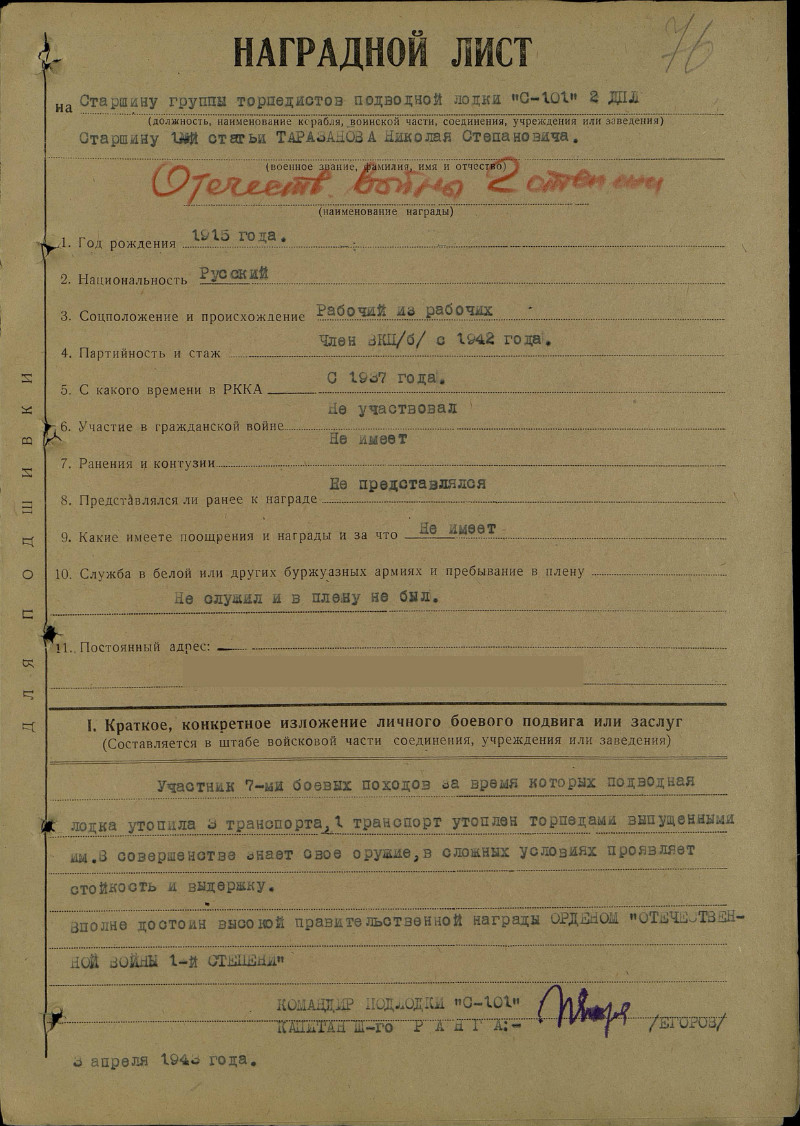 76
НАГРАДНОЙ ЛИСТ
на Старшину группы торпедистов подводной лодки "С-101" 2 ДПЛ
(должность, наименование корабля, воинской части, соединения, учреждения или заведения)
Старшину 1-й статьи ТАРАЗАНОВА Николая Степановича.
(военное звание, фамилия, имя и отчество)
Отечеств. войны 2 степени
(наименование награды)
1. Год рождения 1915 года.
2. Национальность Русский
3. Соцположение и происхождение Рабочий из рабочих
4. Партийность и стаж Член ВКП/б/ с 1942 года.
5. С какого времени в РККА С 1937 года.
6. Участие в гражданской войне Не участвовал
7. Ранения и контузии Не имеет
8. Представлялся ли ранее к награде Не представлялся
9. Какие имеете поощрения и награды и за что Не имеет
10. Служба в белой или других буржуазных армиях и пребывание в плену
Не служил и в плену не был.
11. Постоянный адрес:
I. Краткое, конкретное изложение личного боевого подвига или заслуг
(Составляется в штабе войсковой части соединения, учреждения или заведения)
Участник 7-ми боевых походов за время которых подводная
лодка утопила 3 транспорта, 1 транспорт утоплен торпедами выпущенными
им. В совершенстве знает свое оружие, в сложных условиях проявляет
стойкость и выдержку.
Вполне достоин высокой правительственной награды ОРДЕНОМ "ОТЕЧЕСТВЕН-
НОЙ ВОЙНЫ 1-й СТЕПЕНИ"
КОМАНДИР ПОДЛОДКИ "С-101"
КАПИТАН Ш-го РАНГА:- /ЕГОРОВ/
3 апреля 1943 года.
ДЛЯ ПОДШИВКИ